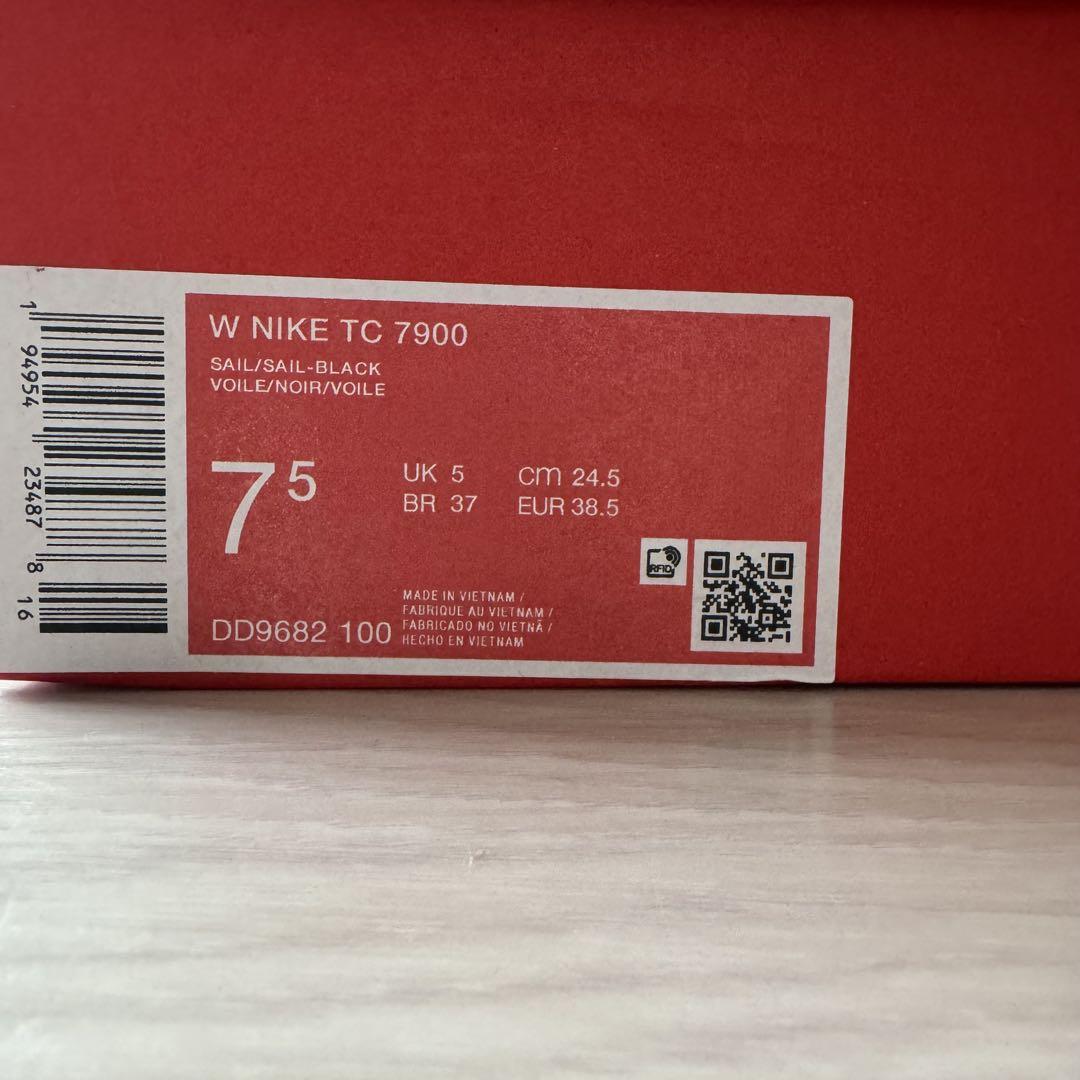 W NIKE TC 7900
SAIL/SAIL-BLACK
VOILE/NOIR/VOILE
7 5
UK 5 cm 24.5
BR 37 EUR 38.5
RFID
MADE IN VIETNAM /
FABRIQUE AU VIETNAM /
FABRICADO NO VIETNÃ /
HECHO EN VIETNAM
DD9682 100
1 94954 23487 8 16